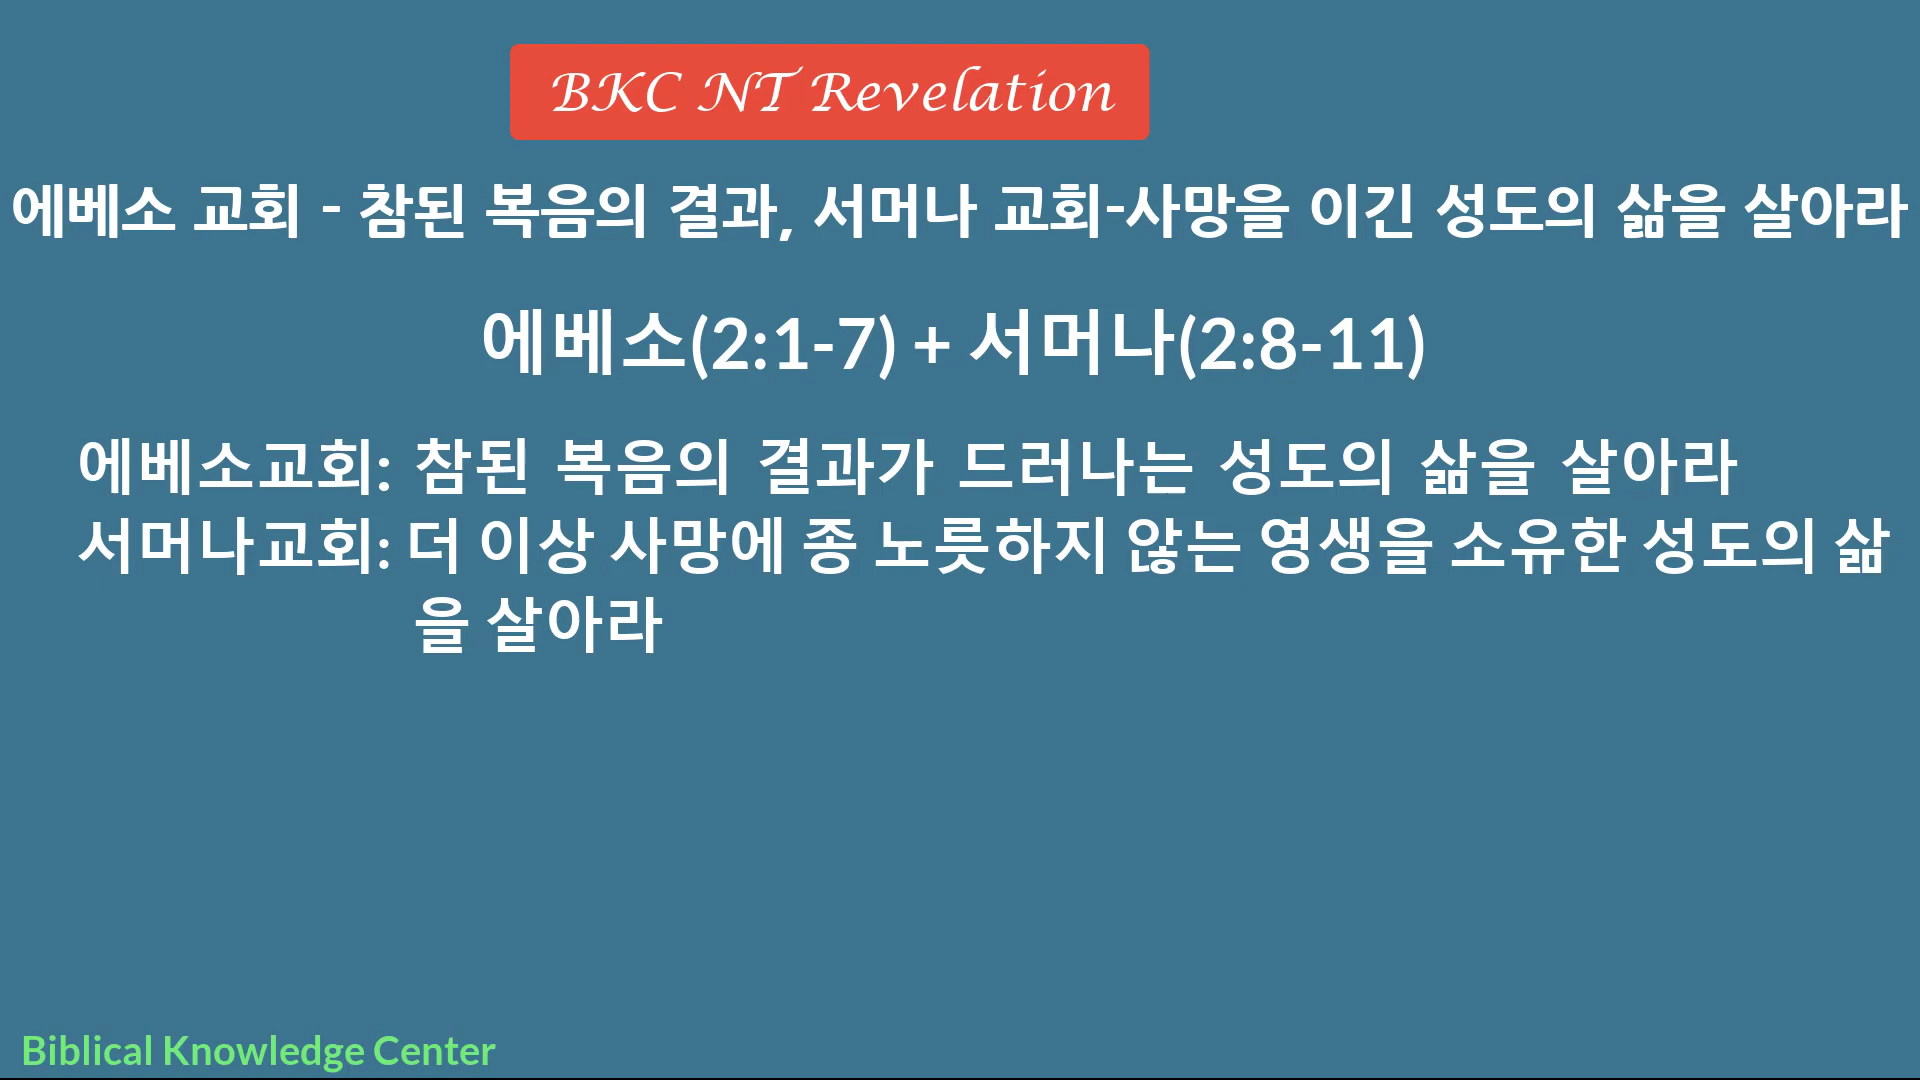 BKC NT Revelation
에베소 교회 - 참된 복음의 결과, 서머나 교회-사망을 이긴 성도의 삶을 살아라
에베소(2:1-7) + 서머나(2:8-11)
에베소교회: 참된 복음의 결과가 드러나는 성도의 삶을 살아라
서머나교회: 더 이상 사망에 종 노릇하지 않는 영생을 소유한 성도의 삶
을 살아라
Biblical Knowledge Center